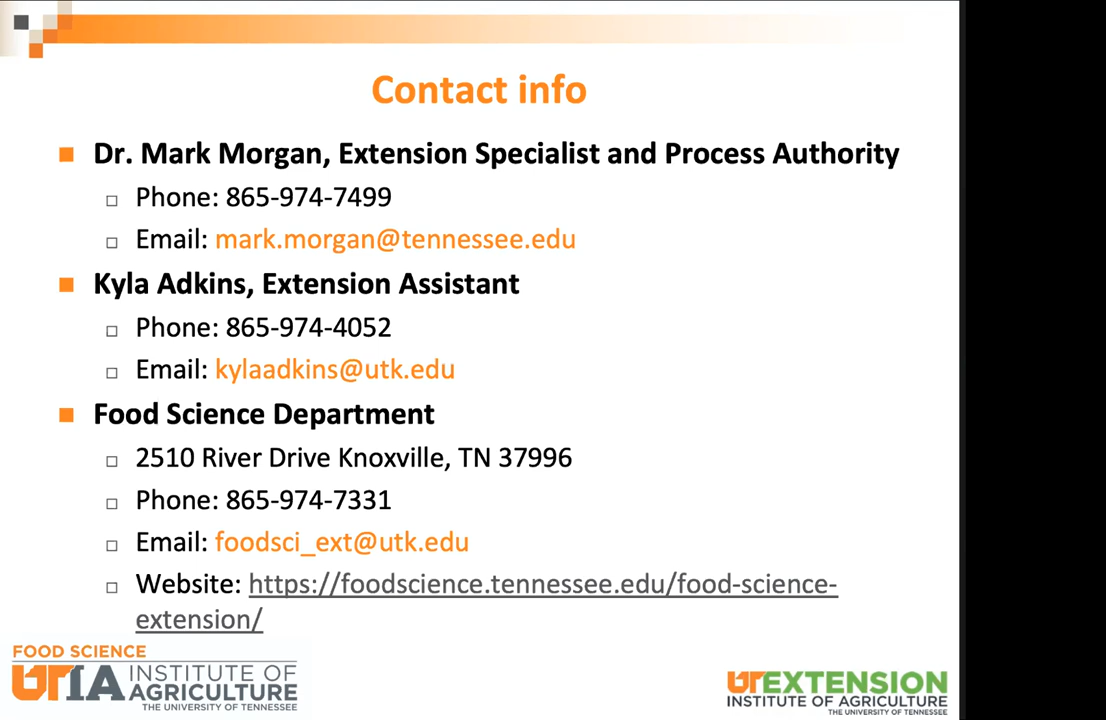 Contact info
Dr. Mark Morgan, Extension Specialist and Process Authority
Phone: 865-974-7499
Email: mark.morgan@tennessee.edu
Kyla Adkins, Extension Assistant
Phone: 865-974-4052
Email: kylaadkins@utk.edu
Food Science Department
2510 River Drive Knoxville, TN 37996
Phone: 865-974-7331
Email: foodsci_ext@utk.edu
Website: https://foodscience.tennessee.edu/food-science-
extension/
FOOD SCIENCE
UTIA INSTITUTE OF
AGRICULTURE
THE UNIVERSITY OF TENNESSEE
UT EXTENSION
INSTITUTE OF AGRICULTURE
THE UNIVERSITY OF TENNESSEE